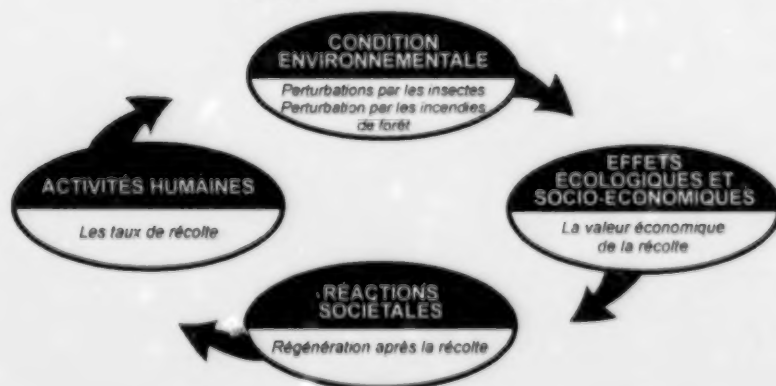 CONDITION
ENVIRONNEMENTALE
Perturbations par les insectes
Perturbation par les incendies
de forêt
EFFETS
ÉCOLOGIQUES ET
SOCIO-ÉCONOMIQUES
La valeur économique
de la récolte
RÉACTIONS
SOCIÉTALES
Régénération après la récolte
ACTIVITÉS HUMAINES
Les taux de récolte